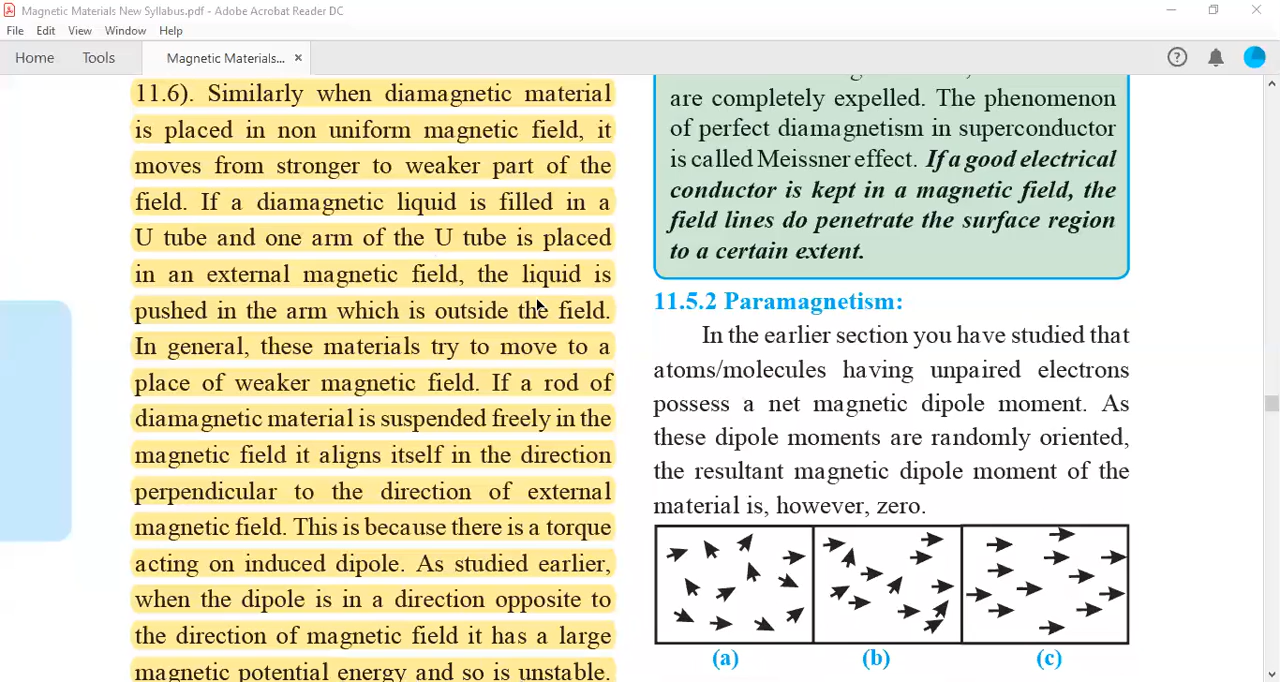 Magnetic Materials New Syllabus.pdf - Adobe Acrobat Reader DC
File Edit View Window Help
Home Tools Magnetic Materials... ×
11.6). Similarly when diamagnetic material
is placed in non uniform magnetic field, it
moves from stronger to weaker part of the
field. If a diamagnetic liquid is filled in a
U tube and one arm of the U tube is placed
in an external magnetic field, the liquid is
pushed in the arm which is outside the field.
In general, these materials try to move to a
place of weaker magnetic field. If a rod of
diamagnetic material is suspended freely in the
magnetic field it aligns itself in the direction
perpendicular to the direction of external
magnetic field. This is because there is a torque
acting on induced dipole. As studied earlier,
when the dipole is in a direction opposite to
the direction of magnetic field it has a large
magnetic potential energy and so is unstable.
are completely expelled. The phenomenon
of perfect diamagnetism in superconductor
is called Meissner effect. If a good electrical
conductor is kept in a magnetic field, the
field lines do penetrate the surface region
to a certain extent.
11.5.2 Paramagnetism:
In the earlier section you have studied that
atoms/molecules having unpaired electrons
possess a net magnetic dipole moment. As
these dipole moments are randomly oriented,
the resultant magnetic dipole moment of the
material is, however, zero.
(a) (b) (c)